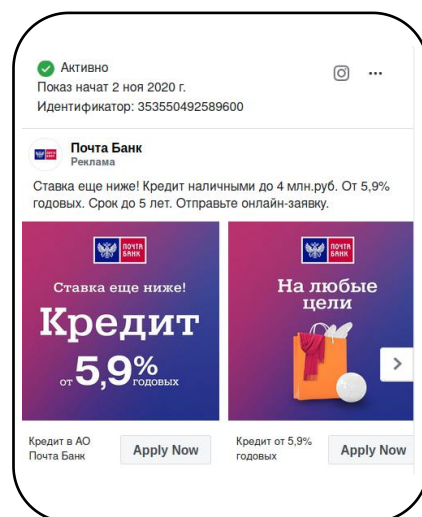 Активно
Показ начат 2 ноя 2020 г.
Идентификатор: 353550492589600
Почта Банк
Реклама
Ставка еще ниже! Кредит наличными до 4 млн.руб. От 5,9%
годовых. Срок до 5 лет. Отправьте онлайн-заявку.
ПОЧТА
БАНК
Ставка еще ниже!
Кредит
от 5,9% годовых
ПОЧТА
БАНК
На любые
цели
Кредит в АО
Почта Банк
Apply Now
Кредит от 5,9%
годовых
Apply Now